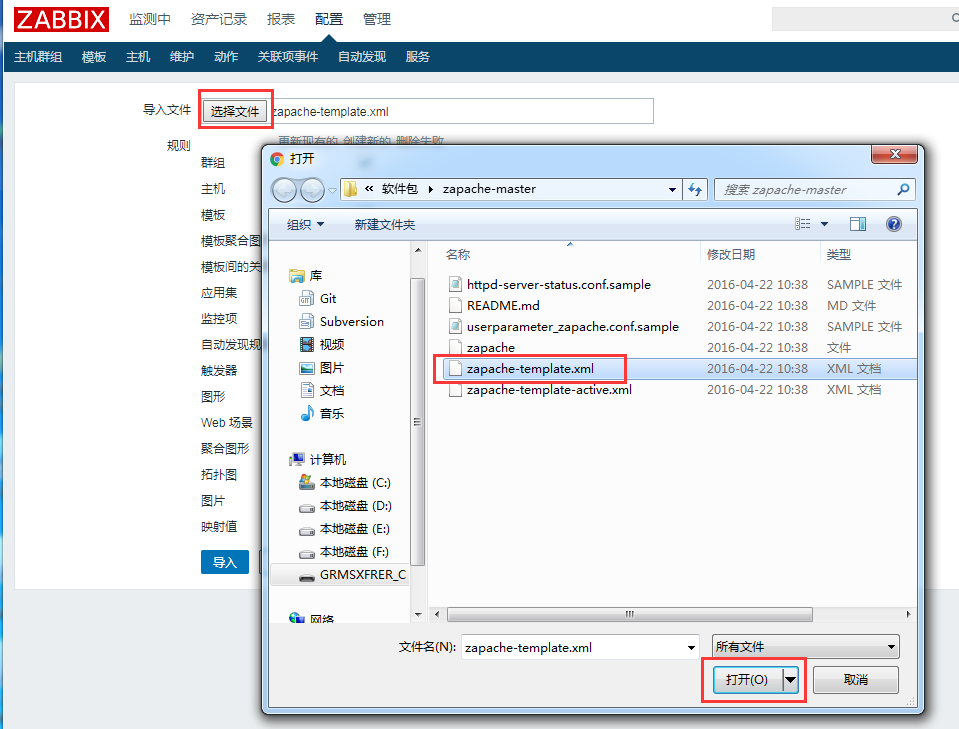 ZABBIX 监测中 资产记录 报表 配置 管理
主机群组 模板 主机 维护 动作 关联项事件 自动发现 服务
导入文件 选择文件 zapache-template.xml
规则 更新现有的 创建新的 删除失败
群组
主机
模板
模板聚合图
模板间的关
应用集
监控项
自动发现规
触发器
图形
Web 场景
聚合图形
拓扑图
图片
映射值
导入
打开
« 软件包 zapache-master 搜索 zapache-master
组织 新建文件夹
名称 修改日期 类型
httpd-server-status.conf.sample 2016-04-22 10:38 SAMPLE 文件
README.md 2016-04-22 10:38 MD 文件
userparameter_zapache.conf.sample 2016-04-22 10:38 SAMPLE 文件
zapache 2016-04-22 10:38 文件
zapache-template.xml 2016-04-22 10:38 XML 文档
zapache-template-active.xml 2016-04-22 10:38 XML 文档
库
Git
Subversion
视频
图片
文档
音乐
计算机
本地磁盘 (C:)
本地磁盘 (D:)
本地磁盘 (E:)
本地磁盘 (F:)
GRMSXFRER_C
网络
文件名(N): zapache-template.xml 所有文件
打开(O) 取消